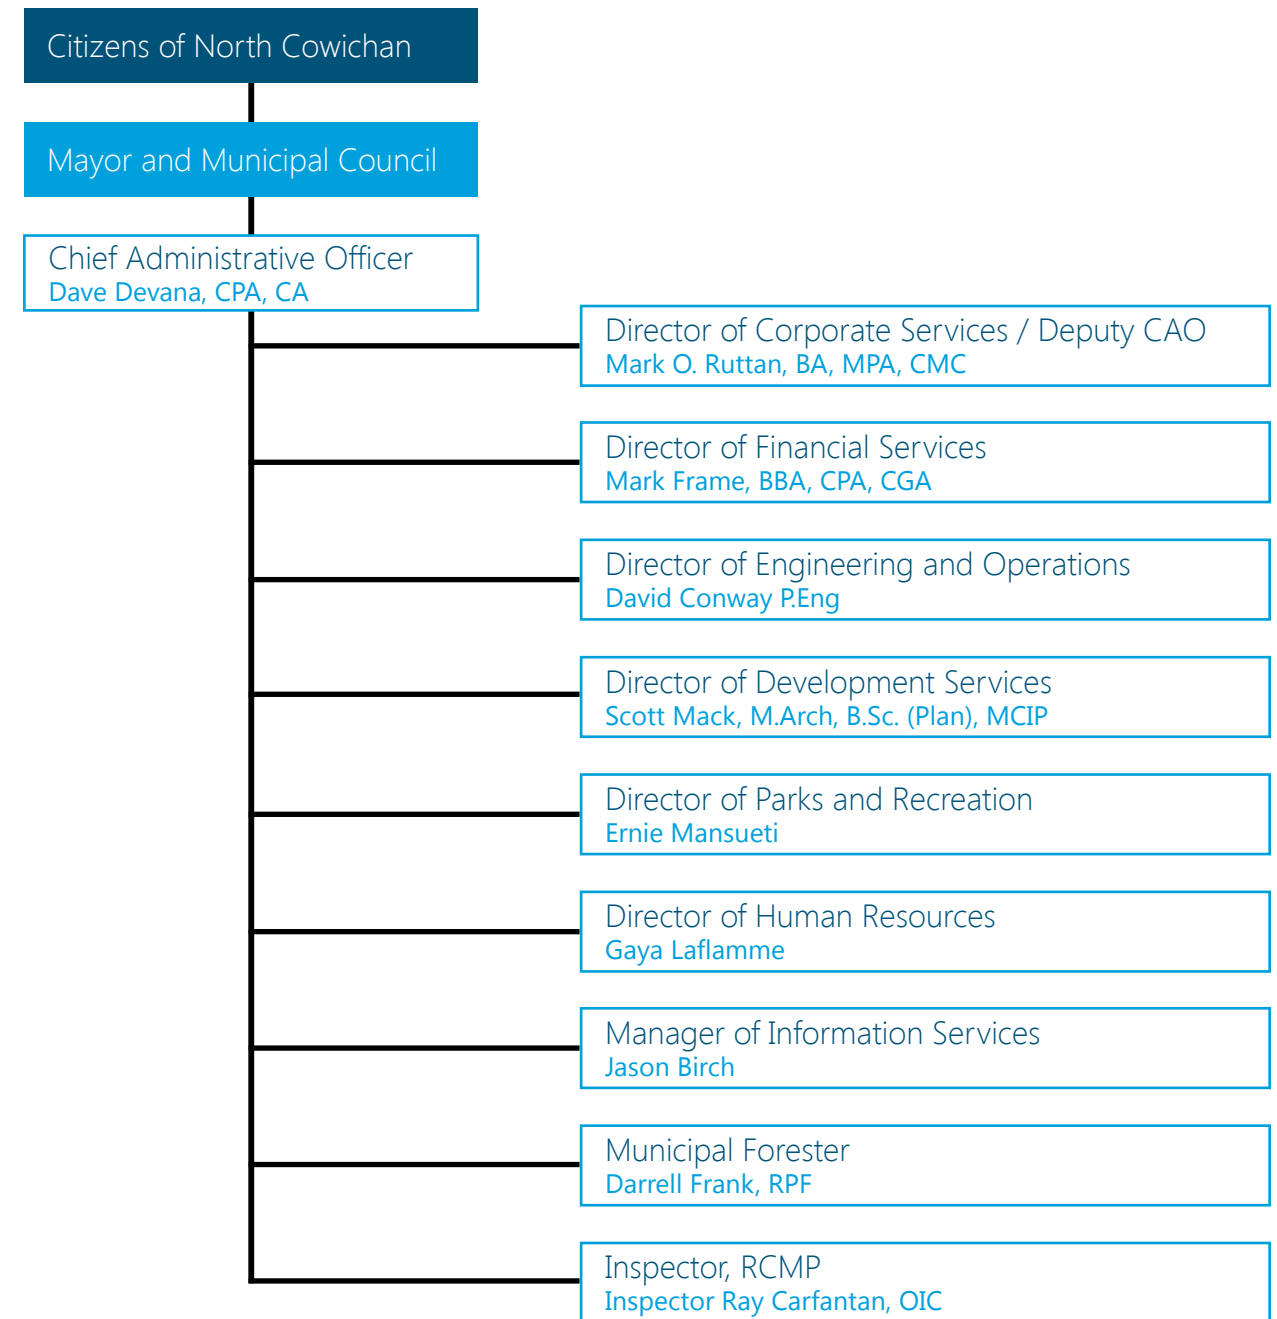 Citizens of North Cowichan
Mayor and Municipal Council
Chief Administrative Officer
Dave Devana, CPA, CA
Director of Corporate Services / Deputy CAO
Mark O. Ruttan, BA, MPA, CMC
Director of Financial Services
Mark Frame, BBA, CPA, CGA
Director of Engineering and Operations
David Conway P.Eng
Director of Development Services
Scott Mack, M.Arch, B.Sc. (Plan), MCIP
Director of Parks and Recreation
Ernie Mansueti
Director of Human Resources
Gaya Laflamme
Manager of Information Services
Jason Birch
Municipal Forester
Darrell Frank, RPF
Inspector, RCMP
Inspector Ray Carfantan, OIC